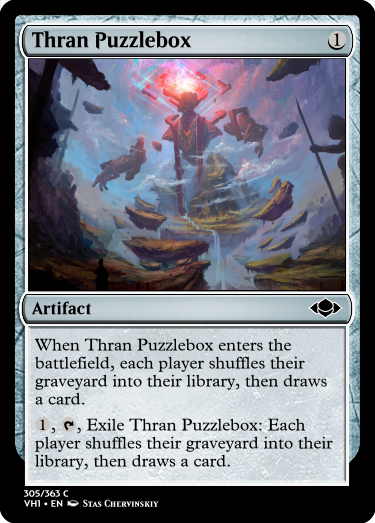 Thran Puzzlebox 1
Artifact
When Thran Puzzlebox enters the
battlefield, each player shuffles their
graveyard into their library, then draws
a card.
1, , Exile Thran Puzzlebox: Each
player shuffles their graveyard into their
library, then draws a card.
305/363 C
VH1 • EN Stas Chervinskiy